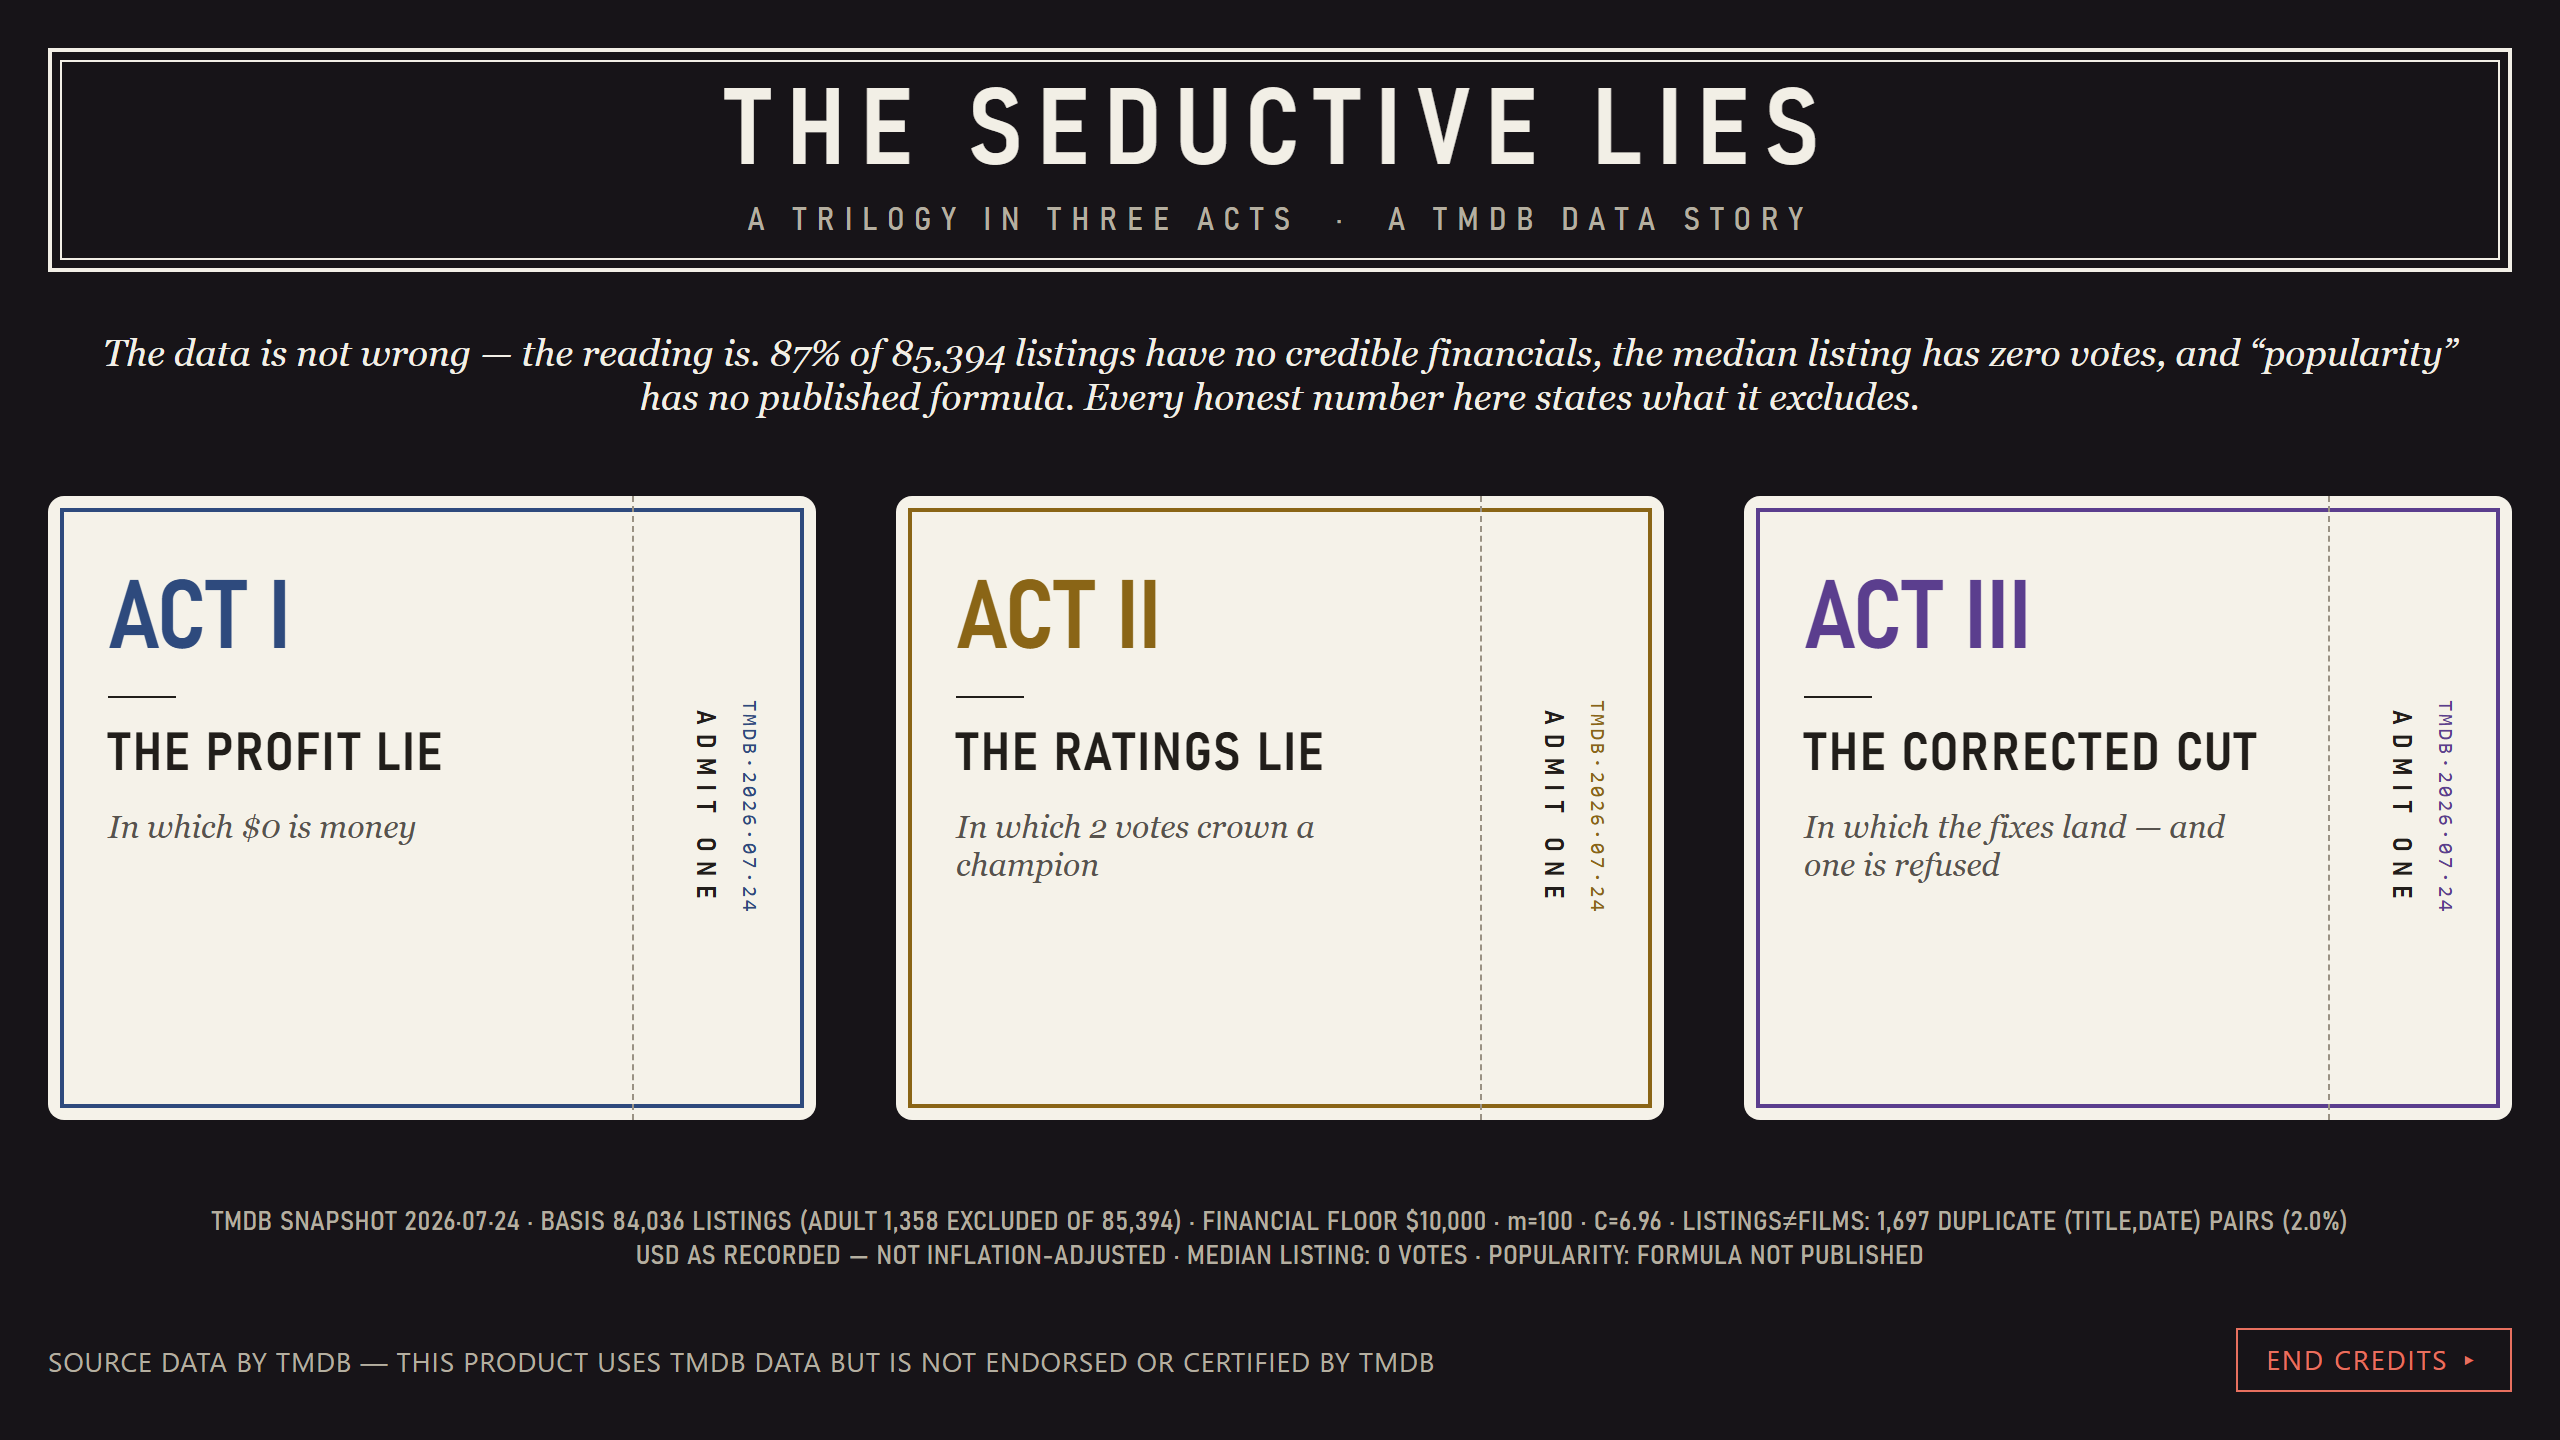 THE SEDUCTIVE LIES
A TRILOGY IN THREE ACTS · A TMDB DATA STORY
The data is not wrong — the reading is. 87% of 85,394 listings have no credible financials, the median listing has zero votes, and “popularity”
has no published formula. Every honest number here states what it excludes.
ACT I
THE PROFIT LIE
In which $0 is money
ADMIT ONE
TMDB·2026·07·24
ACT II
THE RATINGS LIE
In which 2 votes crown a
champion
ADMIT ONE
TMDB·2026·07·24
ACT III
THE CORRECTED CUT
In which the fixes land — and
one is refused
ADMIT ONE
TMDB·2026·07·24
TMDB SNAPSHOT 2026·07·24 · BASIS 84,036 LISTINGS (ADULT 1,358 EXCLUDED OF 85,394) · FINANCIAL FLOOR $10,000 · m=100 · C=6.96 · LISTINGS≠FILMS: 1,697 DUPLICATE (TITLE,DATE) PAIRS (2.0%)
USD AS RECORDED — NOT INFLATION-ADJUSTED · MEDIAN LISTING: 0 VOTES · POPULARITY: FORMULA NOT PUBLISHED
SOURCE DATA BY TMDB — THIS PRODUCT USES TMDB DATA BUT IS NOT ENDORSED OR CERTIFIED BY TMDB
END CREDITS ▸